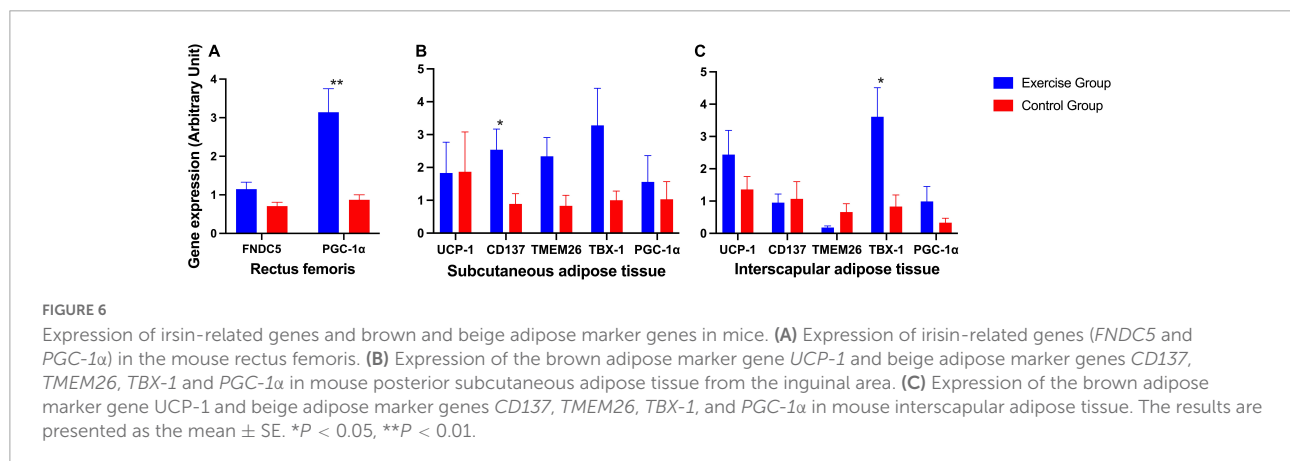 A
B
C
Gene expression (Arbitrary Unit)
4
3
2
1
0
**
FNDC5 PGC-1α
Rectus femoris
5
4
3
2
1
0
*
UCP-1 CD137 TMEM26 TBX-1 PGC-1α
Subcutaneous adipose tissue
5
4
3
2
1
0
*
UCP-1 CD137 TMEM26 TBX-1 PGC-1α
Interscapular adipose tissue
Exercise Group
Control Group
FIGURE 6
Expression of irsin-related genes and brown and beige adipose marker genes in mice. (A) Expression of irisin-related genes (FNDC5 and
PGC-1α) in the mouse rectus femoris. (B) Expression of the brown adipose marker gene UCP-1 and beige adipose marker genes CD137,
TMEM26, TBX-1 and PGC-1α in mouse posterior subcutaneous adipose tissue from the inguinal area. (C) Expression of the brown adipose
marker gene UCP-1 and beige adipose marker genes CD137, TMEM26, TBX-1, and PGC-1α in mouse interscapular adipose tissue. The results are
presented as the mean ± SE. *P < 0.05, **P < 0.01.